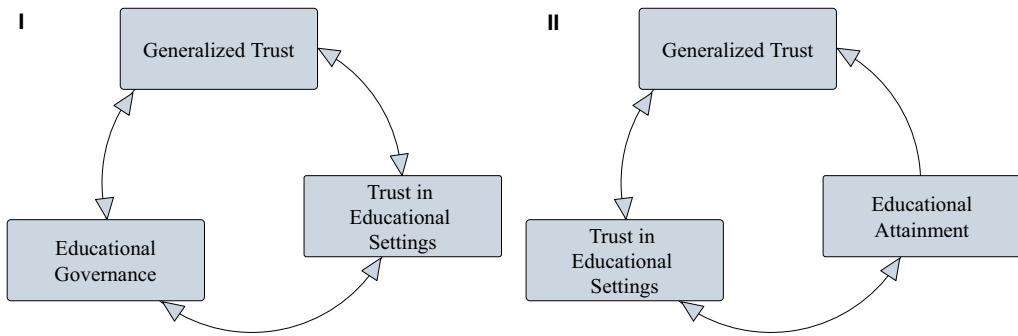 I
Generalized Trust
Trust in
Educational
Settings
Educational
Governance
II
Generalized Trust
Educational
Attainment
Trust in
Educational
Settings